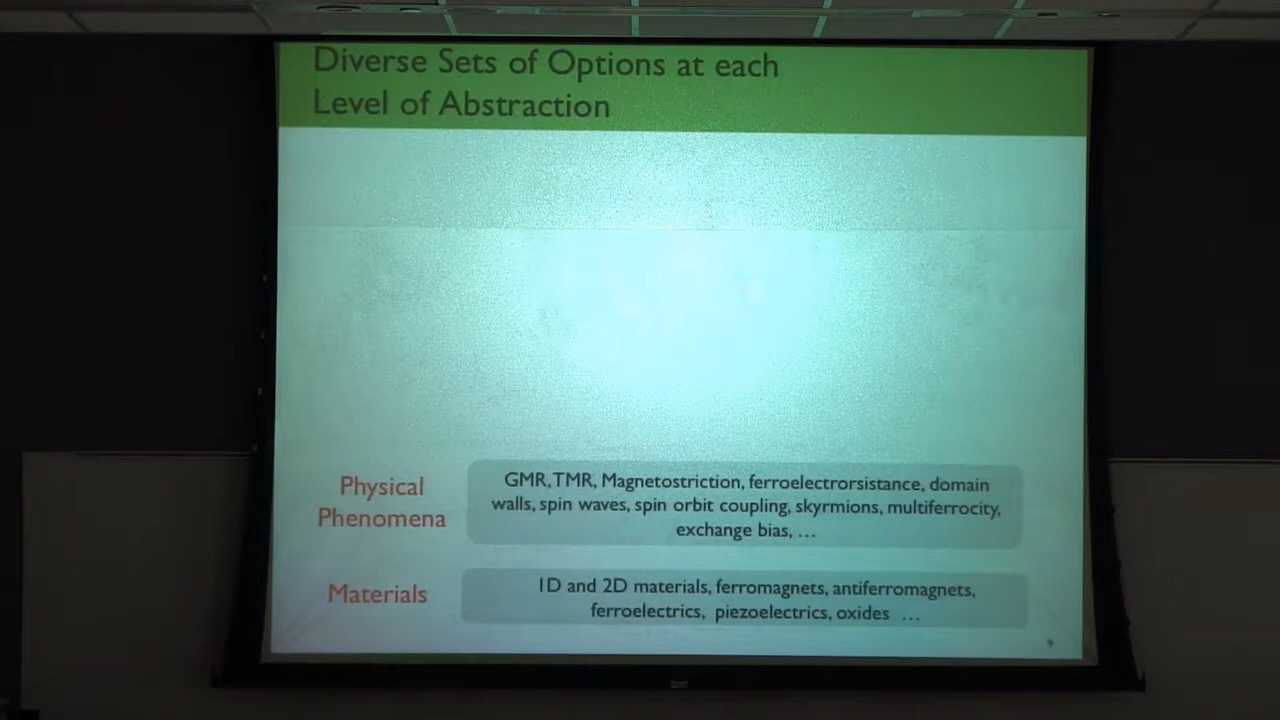 Diverse Sets of Options at each
Level of Abstraction
Physical
Phenomena
GMR, TMR, Magnetostriction, ferroelectrorsistance, domain
walls, spin waves, spin orbit coupling, skyrmions, multiferrocity,
exchange bias, …
Materials
1D and 2D materials, ferromagnets, antiferromagnets,
ferroelectrics, piezoelectrics, oxides …
9